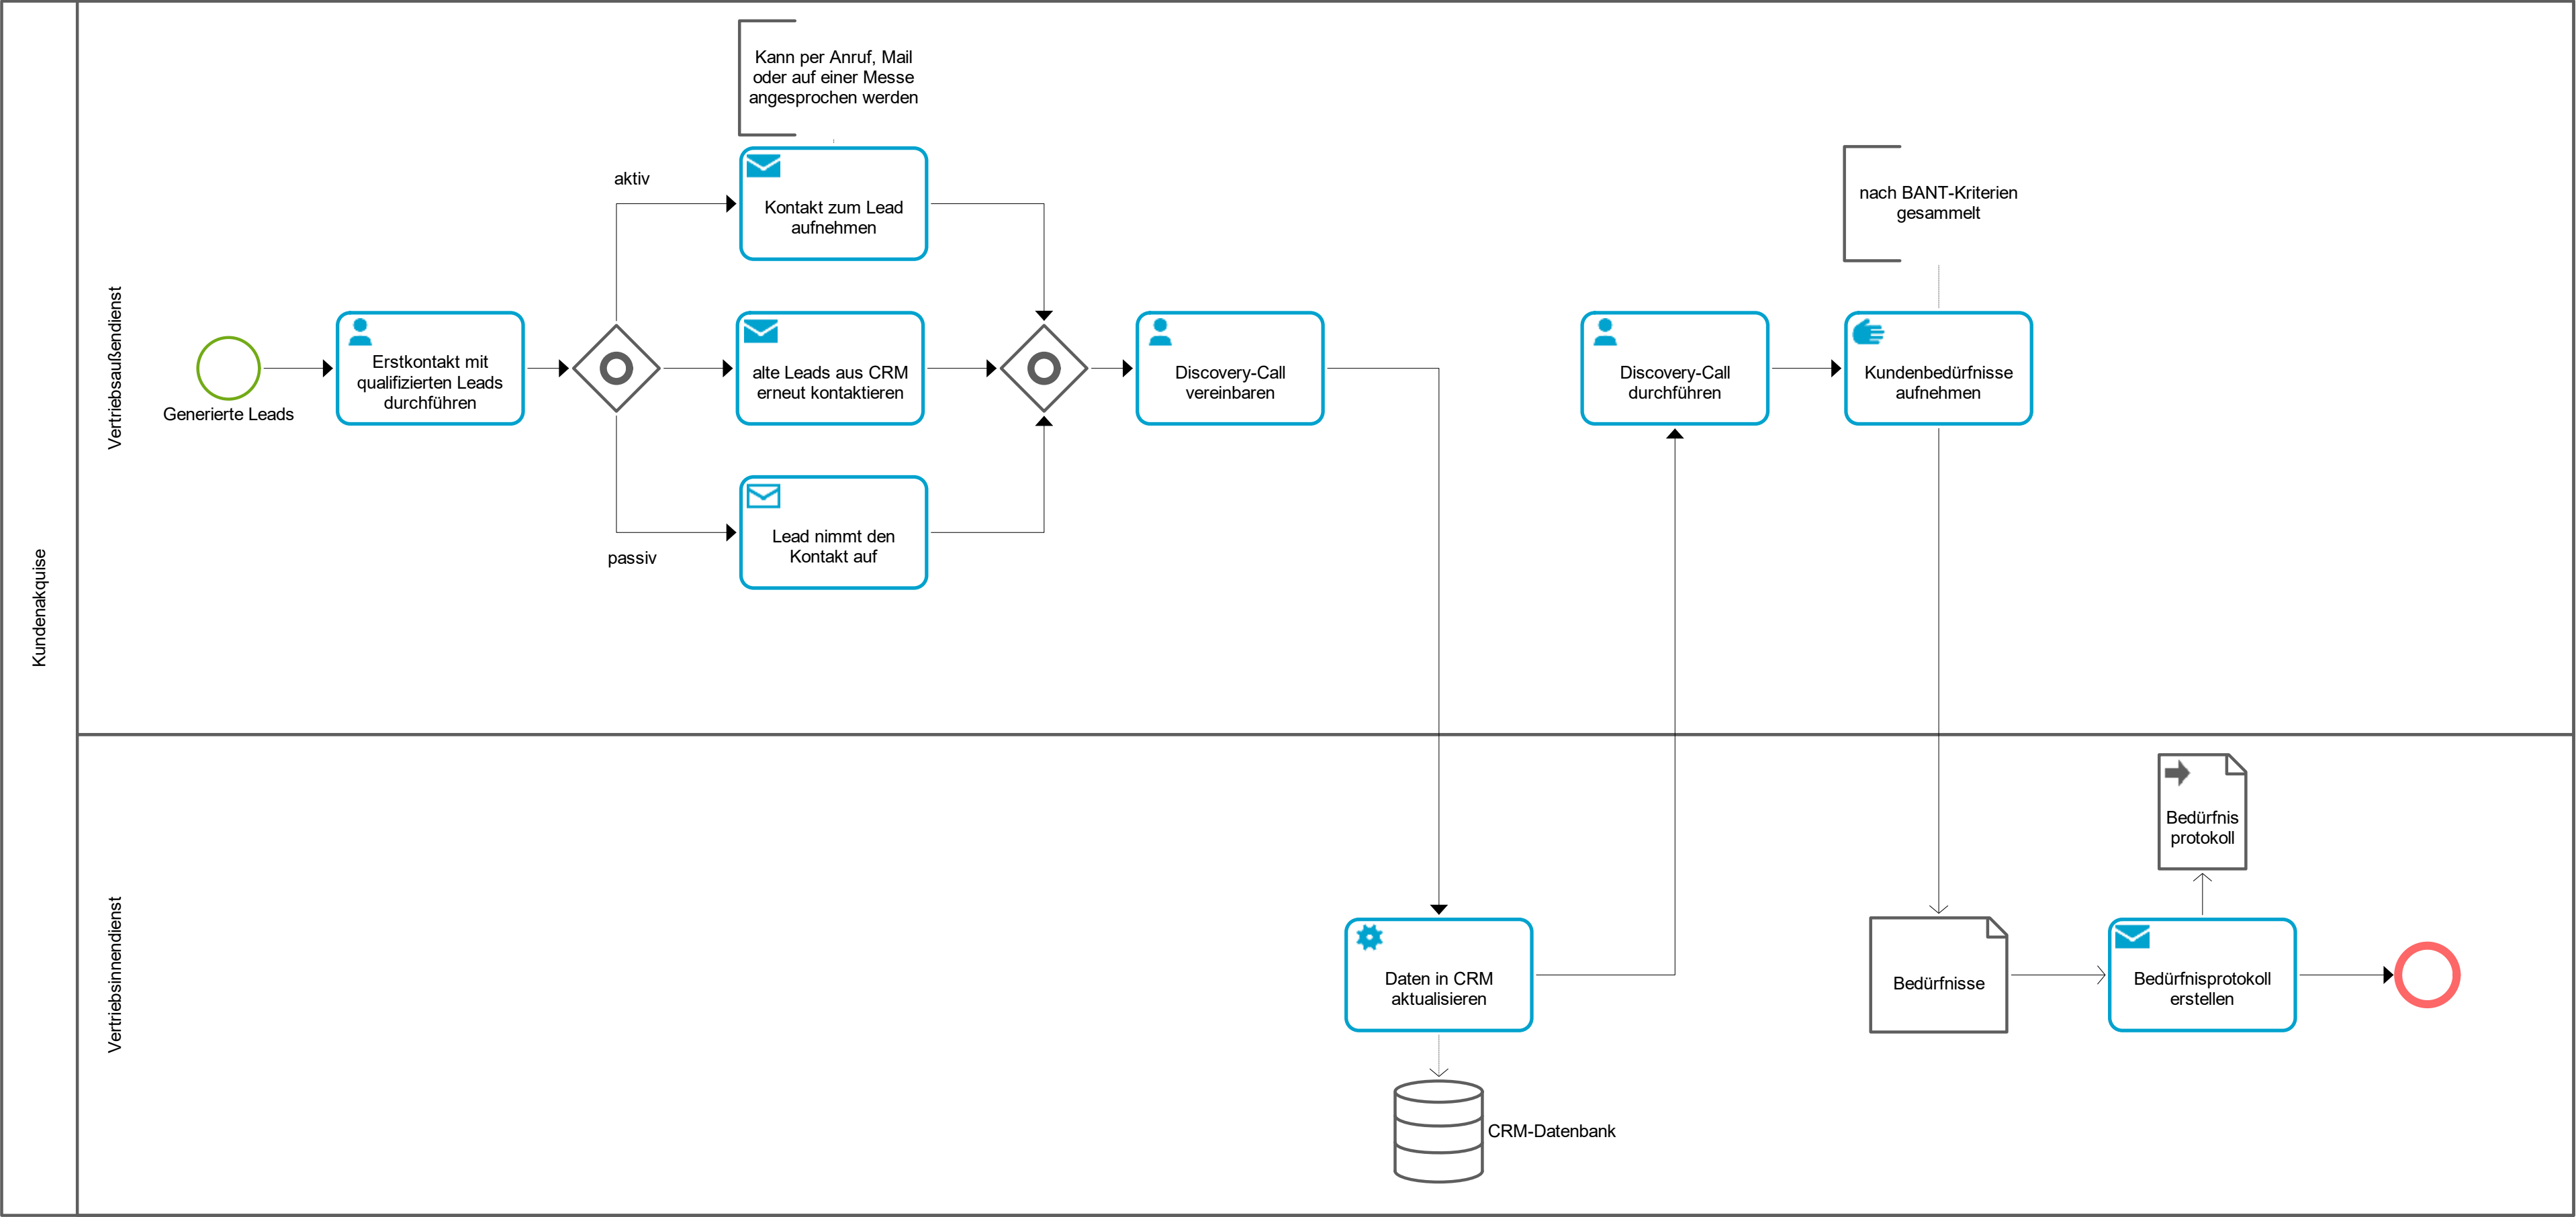 Kundenakquise
Vertriebsaußendienst
Generierte Leads
Erstkontakt mit
qualifizierten Leads
durchführen
aktiv
passiv
Kann per Anruf, Mail
oder auf einer Messe
angesprochen werden
Kontakt zum Lead
aufnehmen
alte Leads aus CRM
erneut kontaktieren
Lead nimmt den
Kontakt auf
Discovery-Call
vereinbaren
Discovery-Call
durchführen
nach BANT-Kriterien
gesammelt
Kundenbedürfnisse
aufnehmen
Vertriebsinnendienst
Daten in CRM
aktualisieren
CRM-Datenbank
Bedürfnisse
Bedürfnis
protokoll
Bedürfnisprotokoll
erstellen